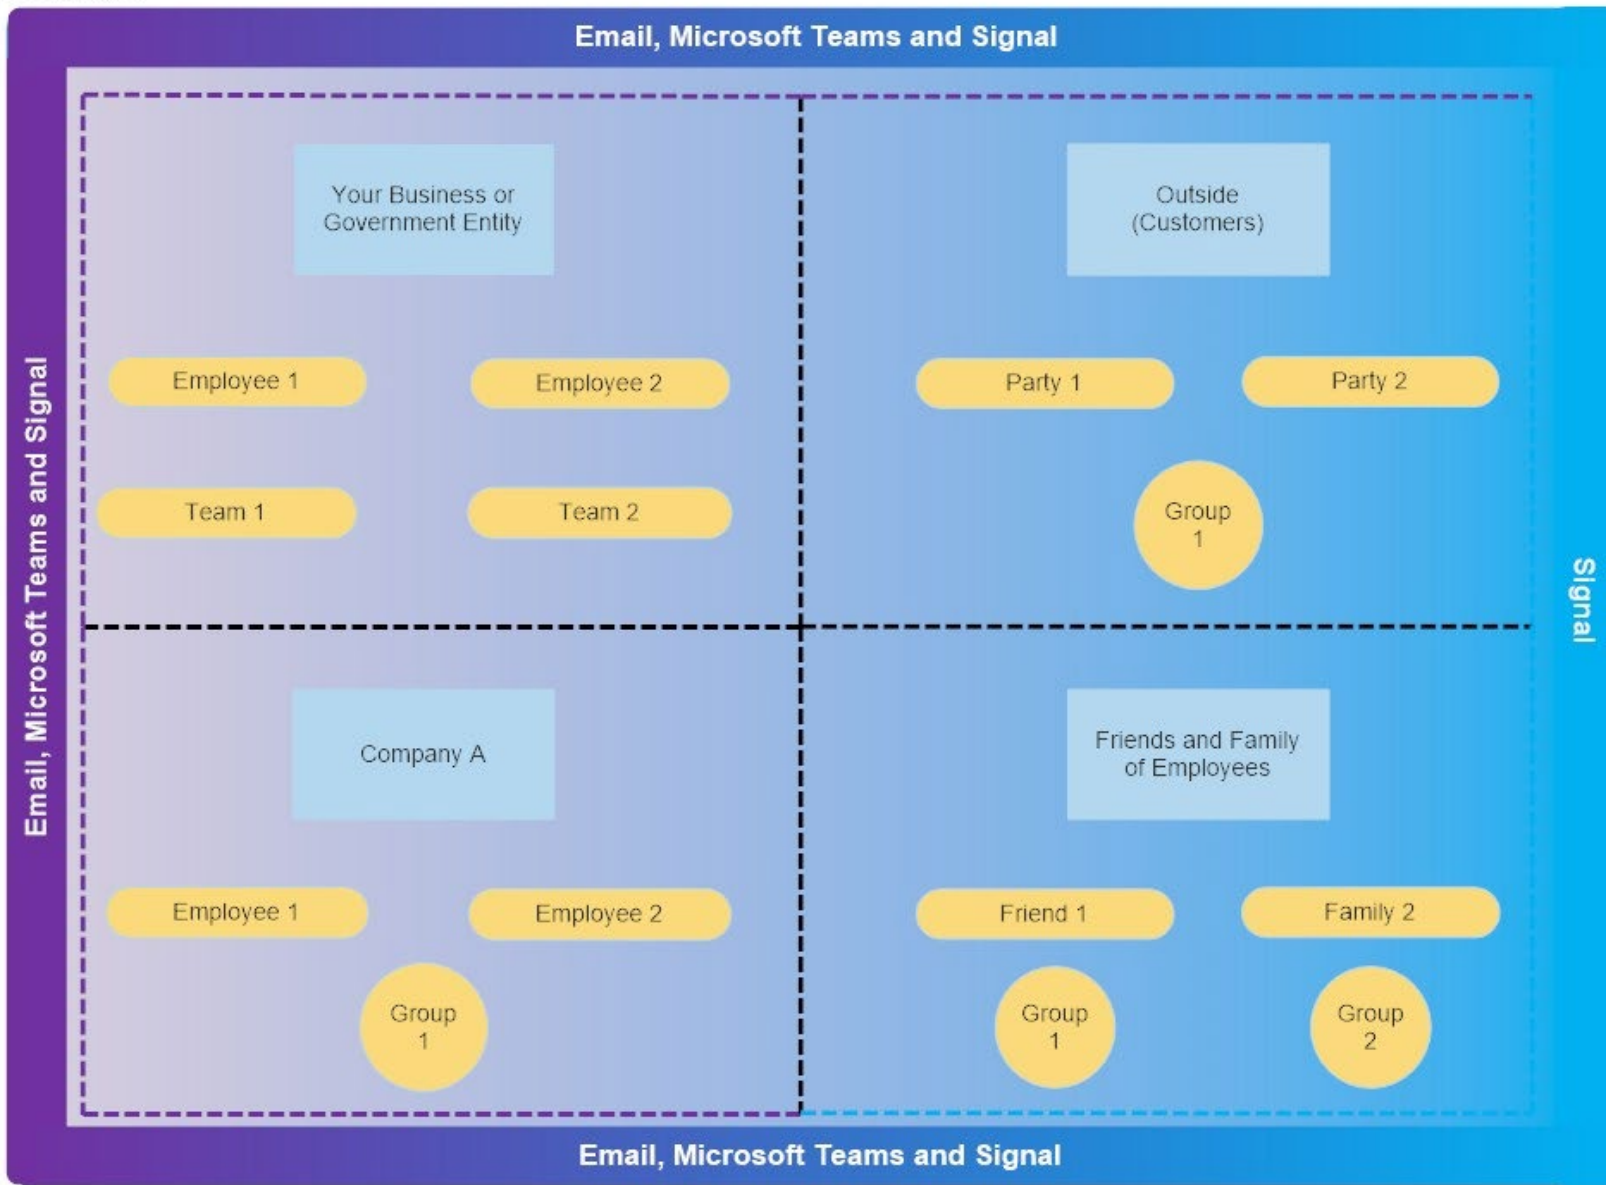 Email, Microsoft Teams and Signal
Email, Microsoft Teams and Signal
Your Business or
Government Entity
Employee 1
Employee 2
Team 1
Team 2
Outside
(Customers)
Party 1
Party 2
Group
1
Signal
Company A
Employee 1
Employee 2
Group
1
Friends and Family
of Employees
Friend 1
Family 2
Group
1
Group
2
Email, Microsoft Teams and Signal